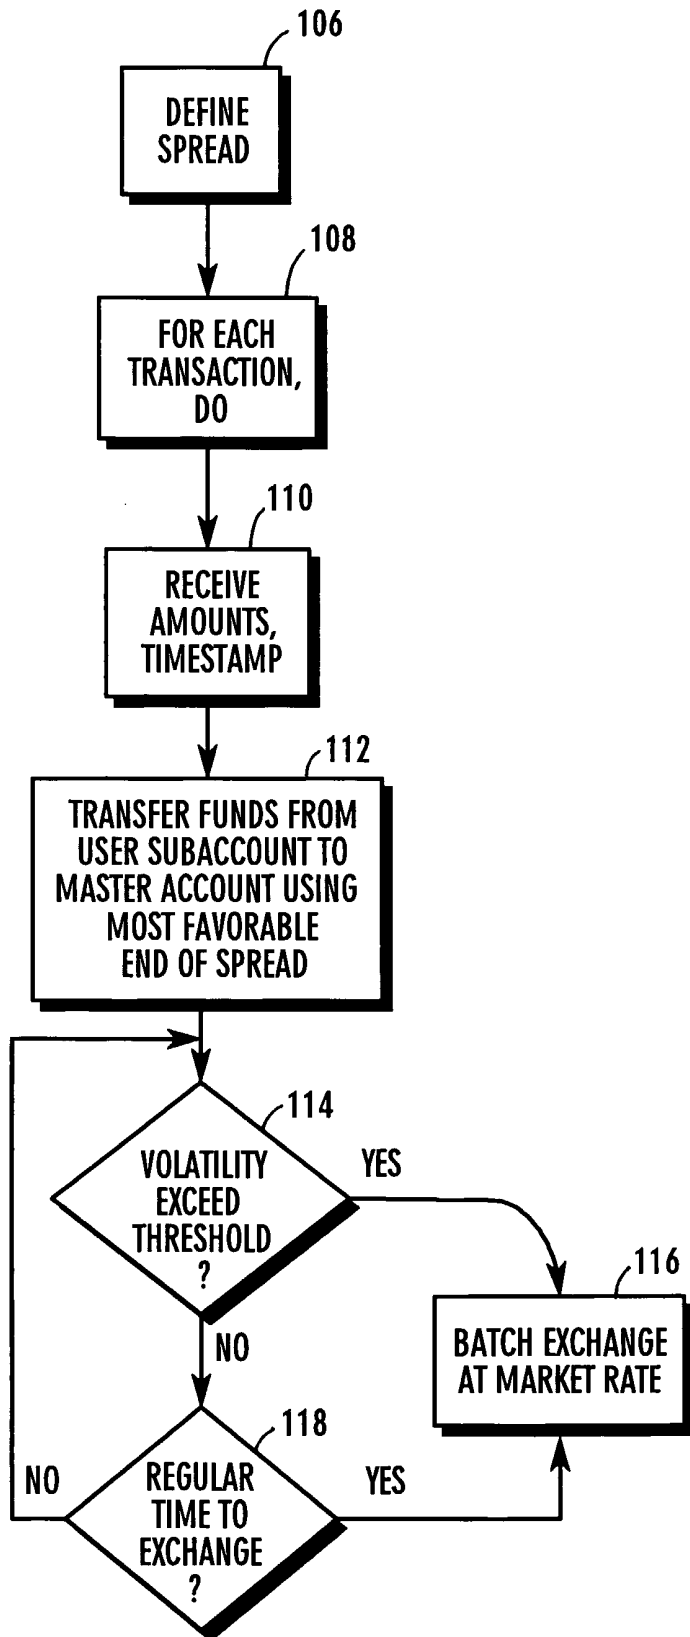 106
DEFINE
SPREAD
108
FOR EACH
TRANSACTION,
DO
110
RECEIVE
AMOUNTS,
TIMESTAMP
112
TRANSFER FUNDS FROM
USER SUBACCOUNT TO
MASTER ACCOUNT USING
MOST FAVORABLE
END OF SPREAD
114
VOLATILITY
EXCEED
THRESHOLD
?
YES
116
BATCH EXCHANGE
AT MARKET RATE
NO
118
REGULAR
TIME TO
EXCHANGE
?
NO
YES